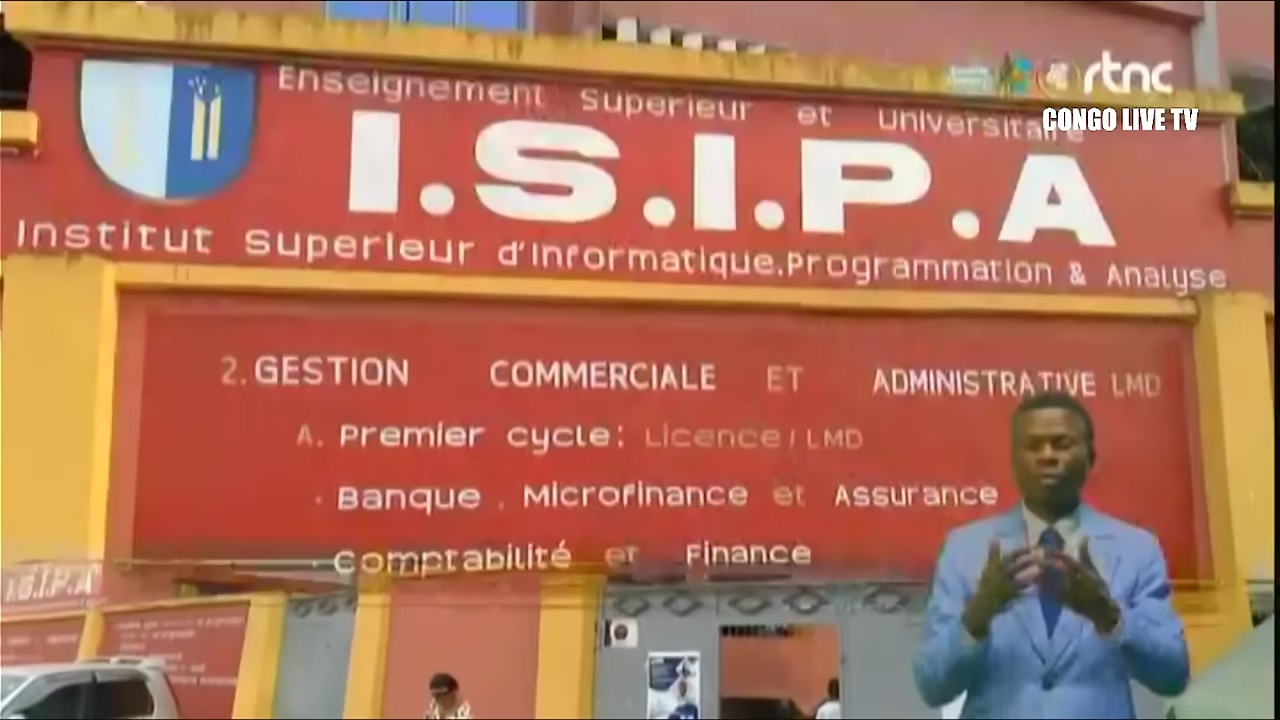 rtnc
CONGO LIVE TV
Enseignement Superieur et Universitaire
I.S.I.P.A
Institut Superieur d'Informatique.Programmation & Analyse
2. GESTION COMMERCIALE ET ADMINISTRATIVE LMD
A. Premier cycle: Licence/LMD
- Banque, Microfinance et Assurance
Comptabilité et Finance
I.S.I.P.A